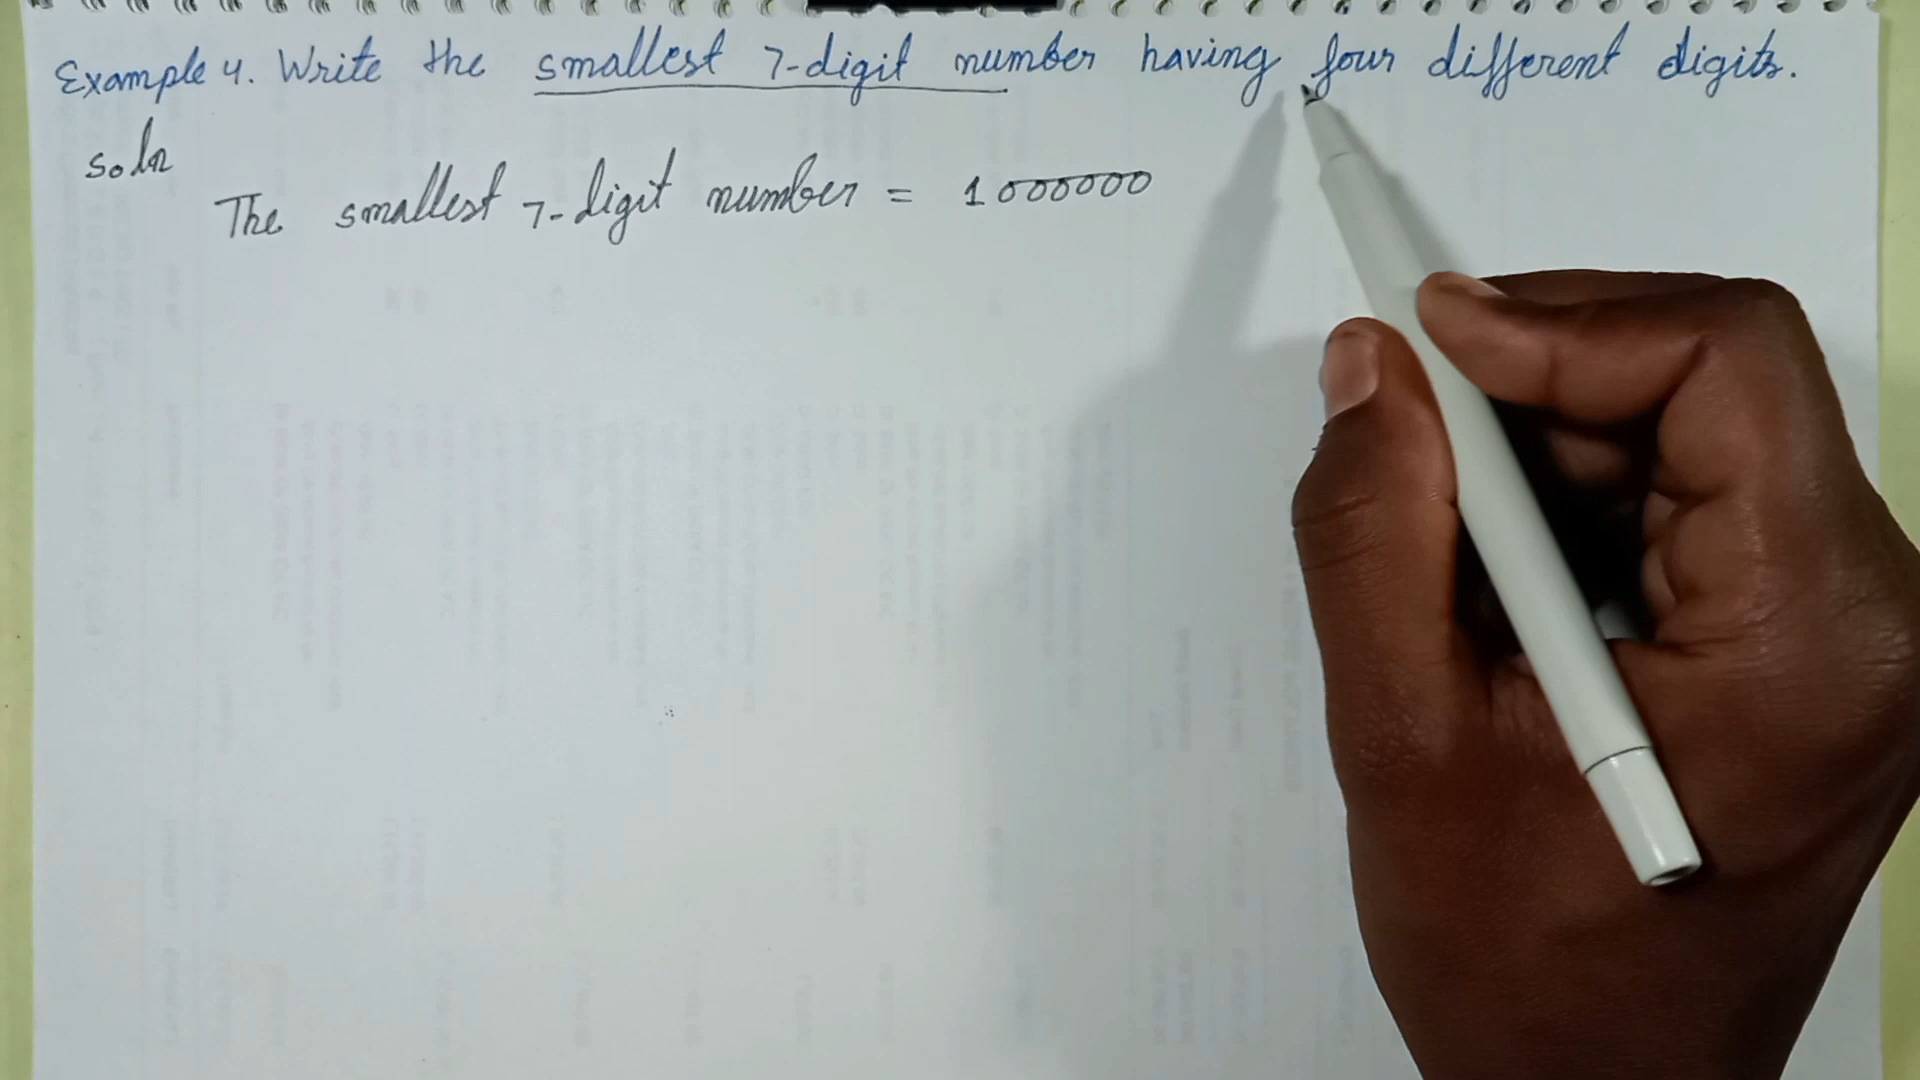 Example 4. Write the smallest 7-digit number having four different digits.
Soln
The smallest 7-digit number = 1000000